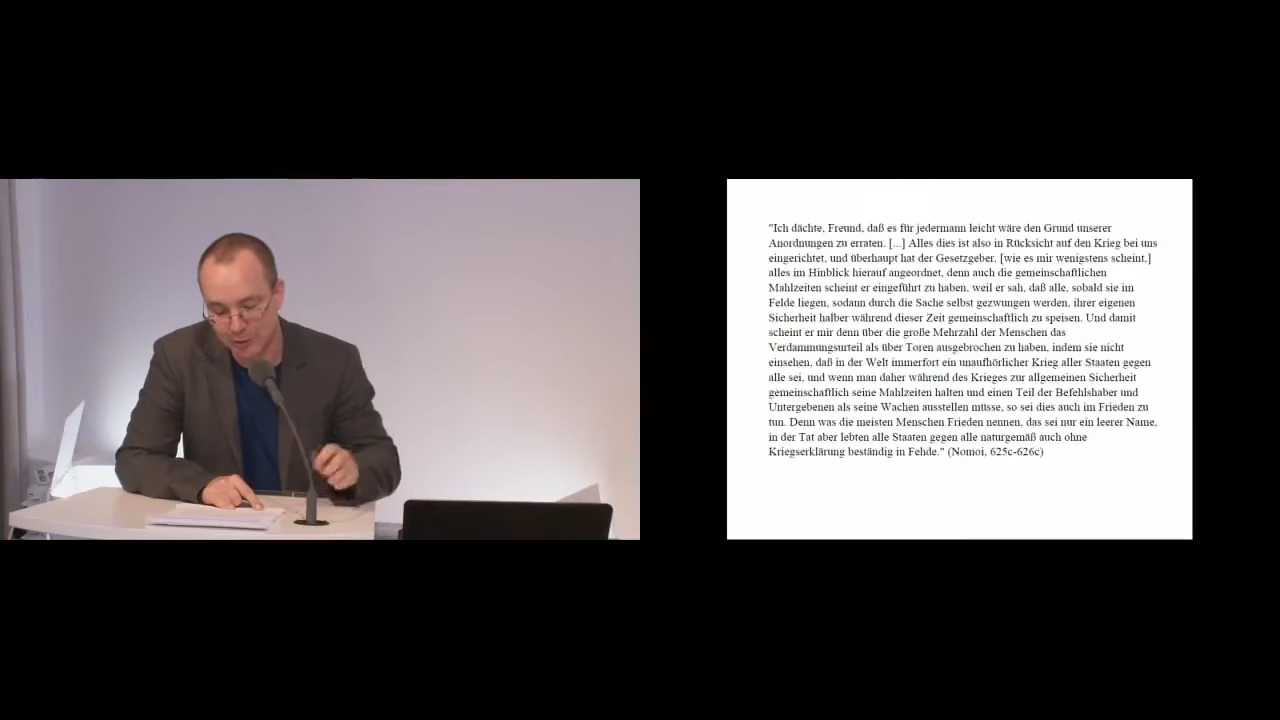 "Ich dächte, Freund, daß es für jedermann leicht wäre den Grund unserer
Anordnungen zu erraten. [...] Alles dies ist also in Rücksicht auf den Krieg bei uns
eingerichtet, und überhaupt hat der Gesetzgeber, [wie es mir wenigstens scheint,]
alles im Hinblick hierauf angeordnet, denn auch die gemeinschaftlichen
Mahlzeiten scheint er eingeführt zu haben, weil er sah, daß alle, sobald sie im
Felde liegen, sodann durch die Sache selbst gezwungen werden, ihrer eigenen
Sicherheit halber während dieser Zeit gemeinschaftlich zu speisen. Und damit
scheint er mir denn über die große Mehrzahl der Menschen das
Verdammungsurteil als über Toren ausgebrochen zu haben, indem sie nicht
einsehen, daß in der Welt immerfort ein unaufhörlicher Krieg aller Staaten gegen
alle sei, und wenn man daher während des Krieges zur allgemeinen Sicherheit
gemeinschaftlich seine Mahlzeiten halten und einen Teil der Befehlshaber und
Untergebenen als seine Wachen ausstellen müsse, so sei dies auch im Frieden zu
tun. Denn was die meisten Menschen Frieden nennen, das sei nur ein leerer Name,
in der Tat aber lebten alle Staaten gegen alle naturgemäß auch ohne
Kriegserklärung beständig in Fehde." (Nomoi, 625c-626c)